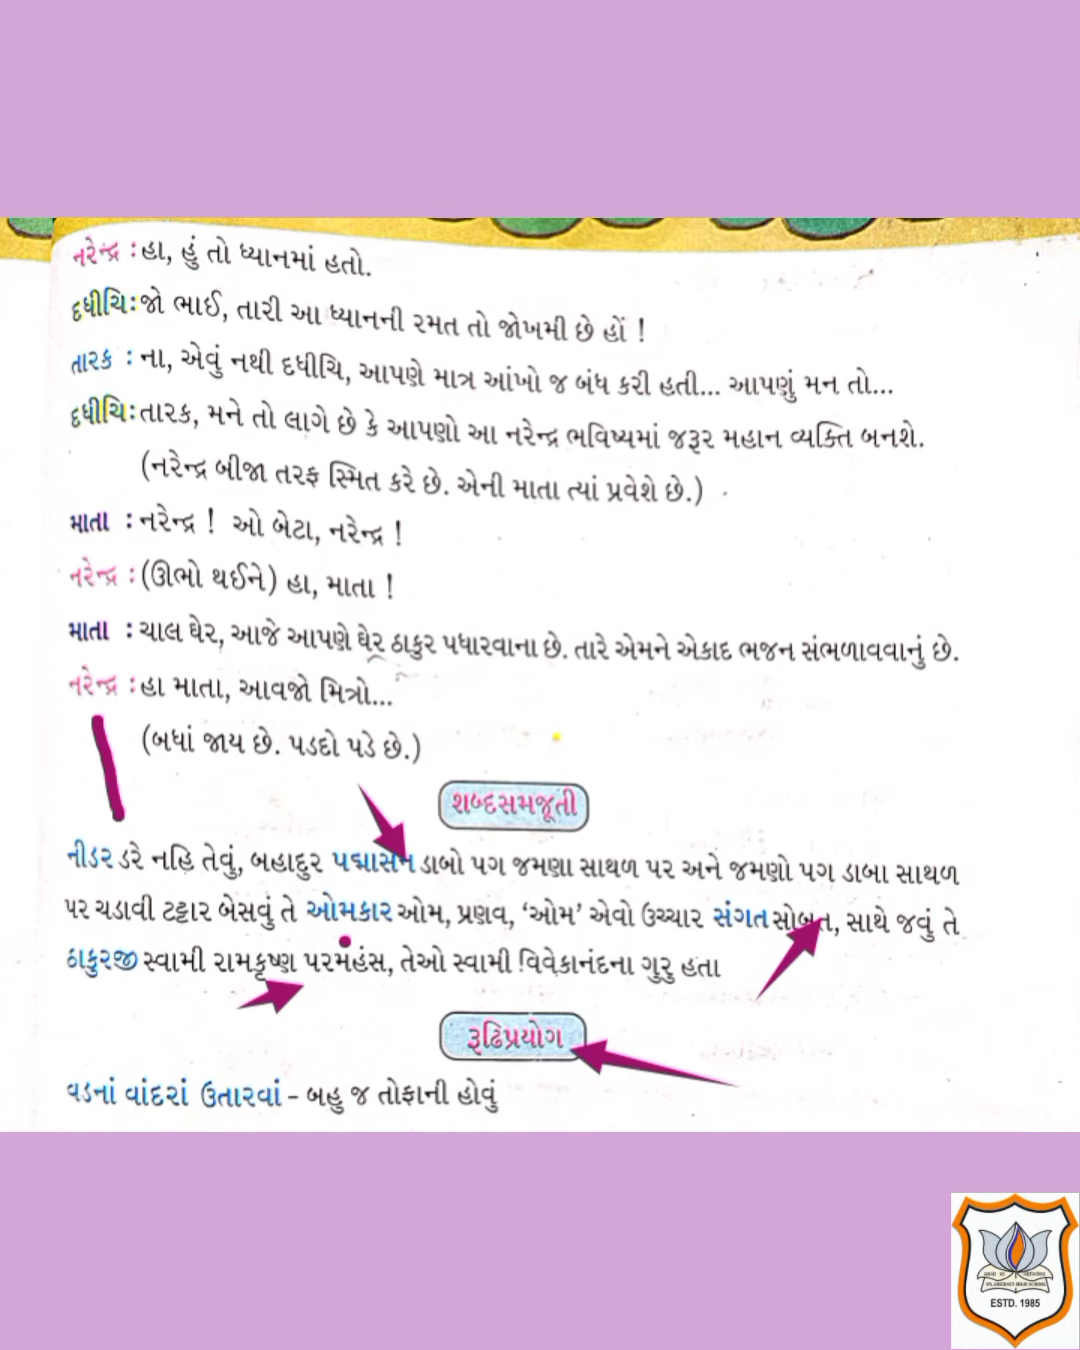 નરેન્દ્ર : હા, હું તો ધ્યાનમાં હતો.
દધીચિ : જો ભાઈ, તારી આ ધ્યાનની રમત તો જોખમી છે હોં !
તારક : ના, એવું નથી દધીચિ, આપણે માત્ર આંખો જ બંધ કરી હતી... આપણું મન તો...
દધીચિ : તારક, મને તો લાગે છે કે આપણો આ નરેન્દ્ર ભવિષ્યમાં જરૂર મહાન વ્યક્તિ બનશે.
(નરેન્દ્ર બીજા તરફ સ્મિત કરે છે. એની માતા ત્યાં પ્રવેશે છે.)
માતા : નરેન્દ્ર ! ઓ બેટા, નરેન્દ્ર !
નરેન્દ્ર : (ઊભો થઈને) હા, માતા !
માતા : ચાલ ઘેર, આજે આપણે ઘેર ઠાકુર પધારવાના છે. તારે એમને એકાદ ભજન સંભળાવવાનું છે.
નરેન્દ્ર : હા માતા, આવજો મિત્રો...
(બધાં જાય છે. પડદો પડે છે.)
શબ્દસમજૂતી
નીડર ડરે નહિ તેવું, બહાદુર પદ્માસન ડાબો પગ જમણા સાથળ પર અને જમણો પગ ડાબા સાથળ
પર ચડાવી ટટ્ટાર બેસવું તે ઓમકાર ઓમ, પ્રણવ, ‘ઓમ’ એવો ઉચ્ચાર સંગત સોબત, સાથે જવું તે
ઠાકુરજી સ્વામી રામકૃષ્ણ પરમહંસ, તેઓ સ્વામી વિવેકાનંદના ગુરુ હતા
રૂઢિપ્રયોગ
વડનાં વાંદરાં ઉતારવાં - બહુ જ તોફાની હોવું
ESTD. 1985